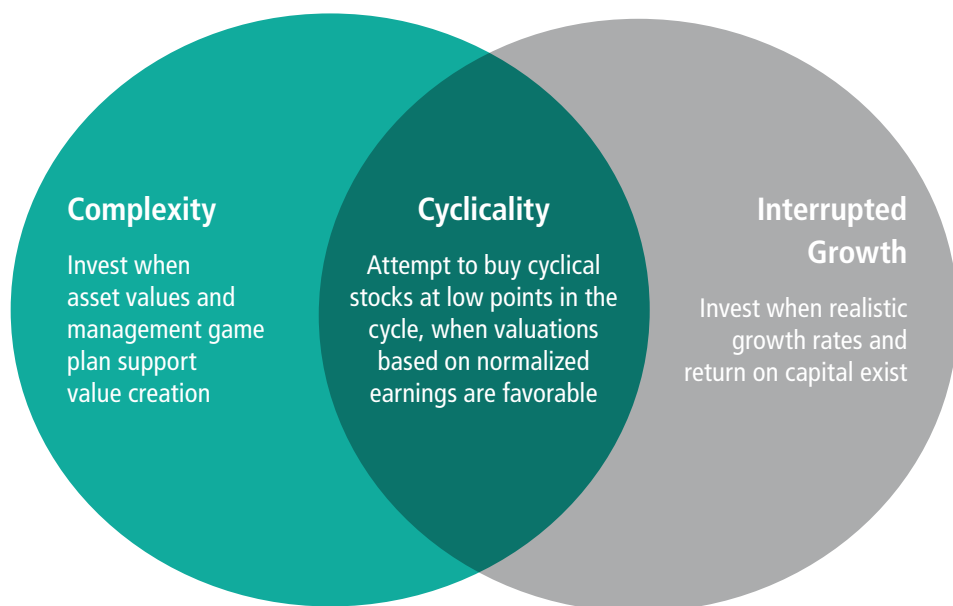 Complexity
Invest when
asset values and
management game
plan support
value creation
Cyclicality
Attempt to buy cyclical
stocks at low points in the
cycle, when valuations
based on normalized
earnings are favorable
Interrupted
Growth
Invest when realistic
growth rates and
return on capital exist